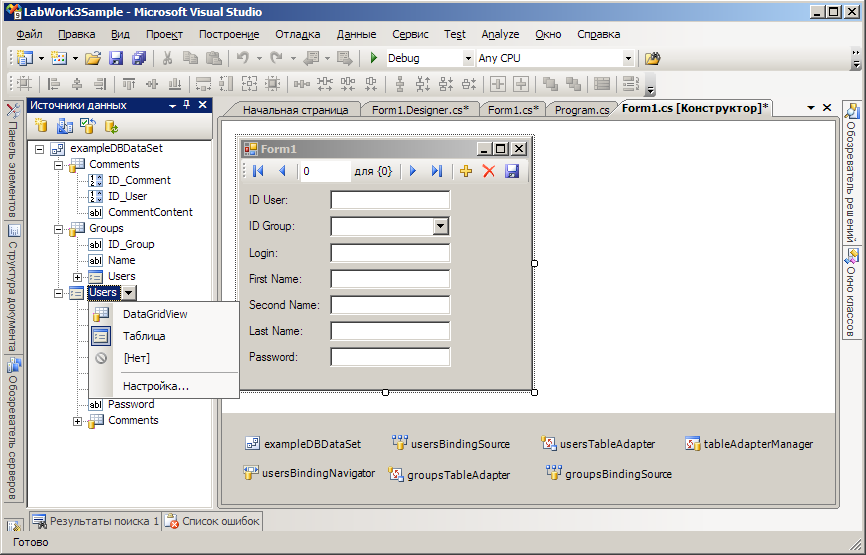 LabWork3Sample - Microsoft Visual Studio
Файл Правка Вид Проект Построение Отладка Данные Сервис Test Analyze Окно Справка
Debug Any CPU
Источники данных
Начальная страница Form1.Designer.cs* Form1.cs* Program.cs Form1.cs [Конструктор]*
Панель элементов
Структура документа
Обозреватель серверов
exampleDBDataSet
Comments
ID_Comment
ID_User
CommentContent
Groups
ID_Group
Name
Users
Users
DataGridView
Таблица
[Нет]
Настройка...
Password
Comments
Form1
0 для {0}
ID User:
ID Group:
Login:
First Name:
Second Name:
Last Name:
Password:
exampleDBDataSet usersBindingSource usersTableAdapter tableAdapterManager
usersBindingNavigator groupsTableAdapter groupsBindingSource
Обозреватель решений
Окно классов
Результаты поиска 1 Список ошибок
Готово